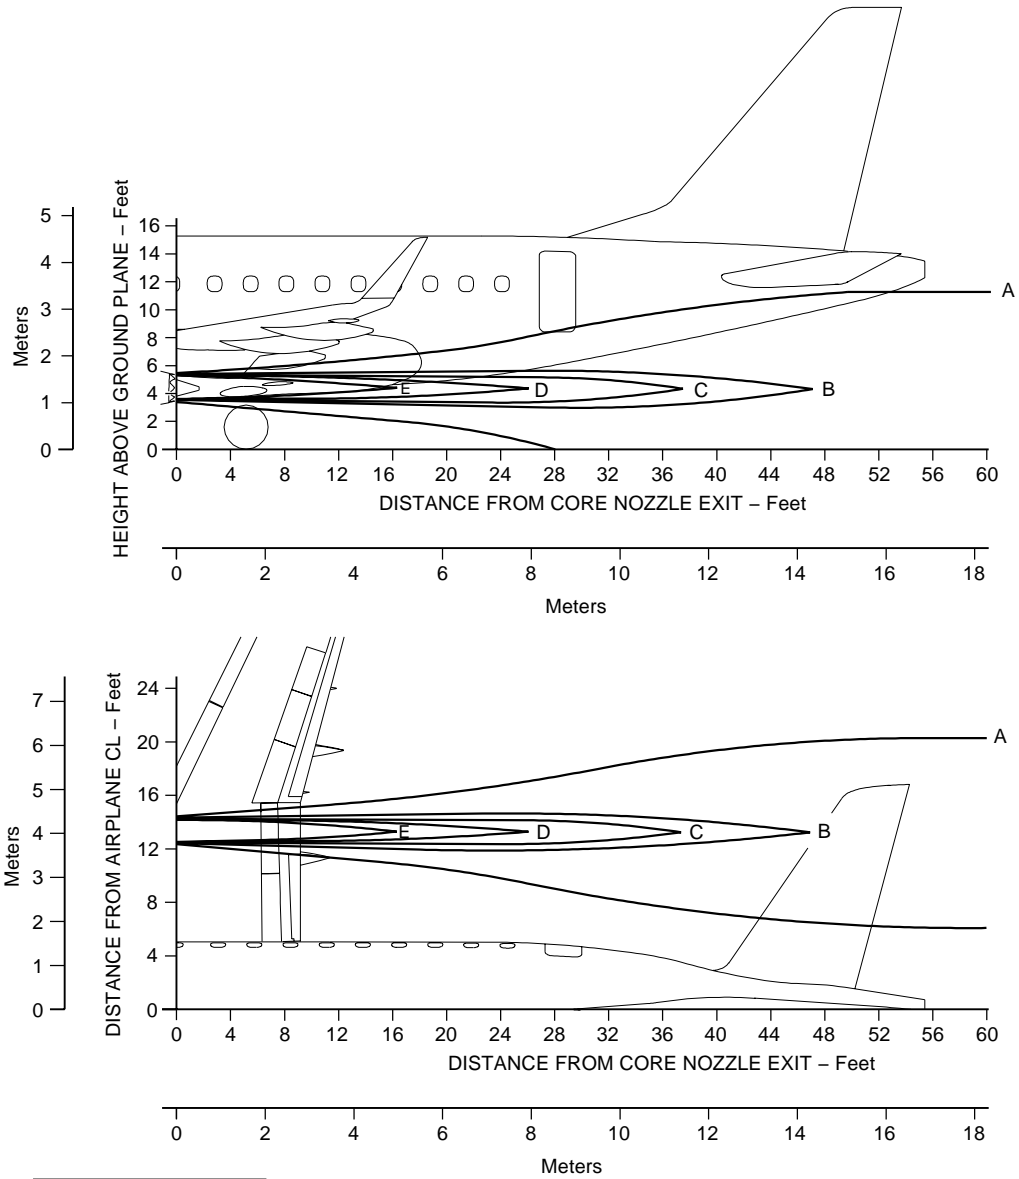 HEIGHT ABOVE GROUND PLANE – Feet
Meters
5
4
3
2
1
0
16
14
12
10
8
6
4
2
0
A
B
C
D
E
0 4 8 12 16 20 24 28 32 36 40 44 48 52 56 60
DISTANCE FROM CORE NOZZLE EXIT – Feet
0 2 4 6 8 10 12 14 16 18
Meters
DISTANCE FROM AIRPLANE CL – Feet
Meters
7
6
5
4
3
2
1
0
24
20
16
12
8
4
0
A
B
C
D
E
0 4 8 12 16 20 24 28 32 36 40 44 48 52 56 60
DISTANCE FROM CORE NOZZLE EXIT – Feet
0 2 4 6 8 10 12 14 16 18
Meters